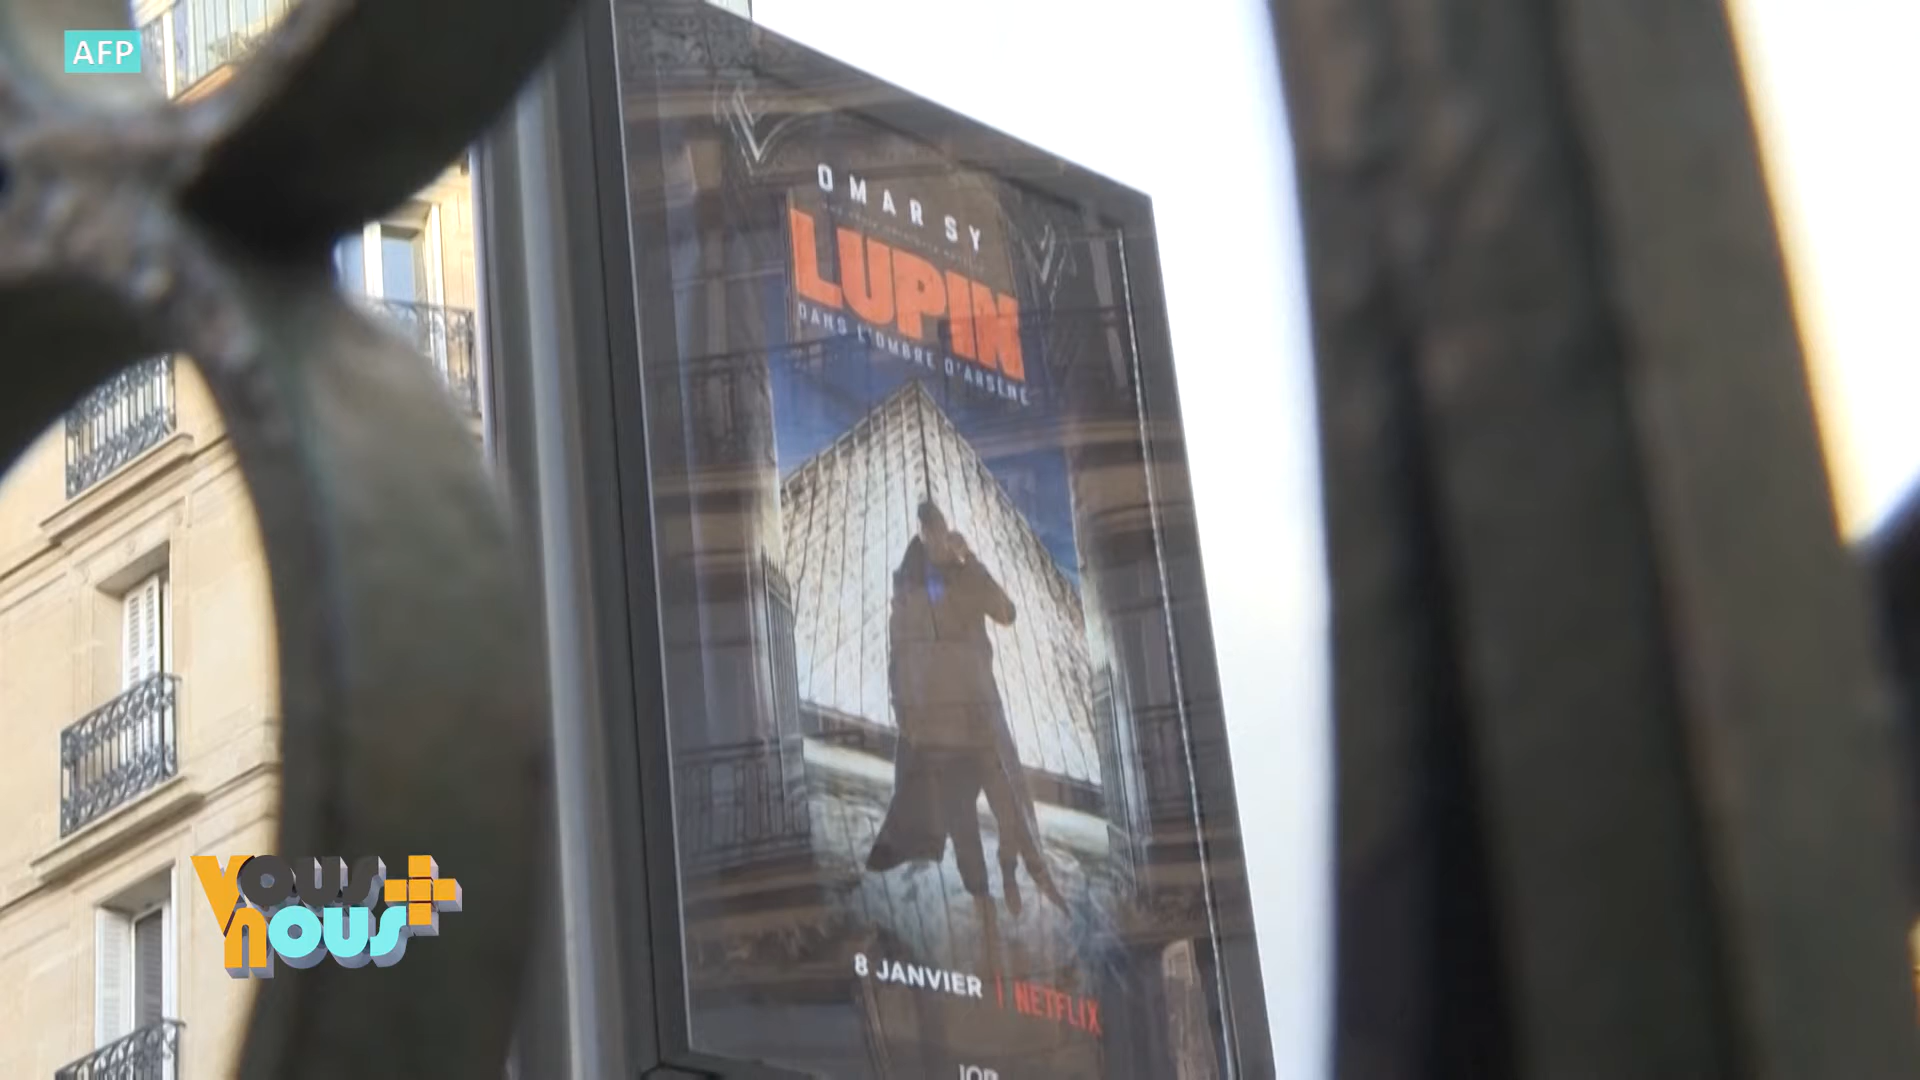 AFP
OMAR SY
LUPIN
DANS L'OMBRE D'ARSÈNE
8 JANVIER | NETFLIX
VOUS
NOUS +